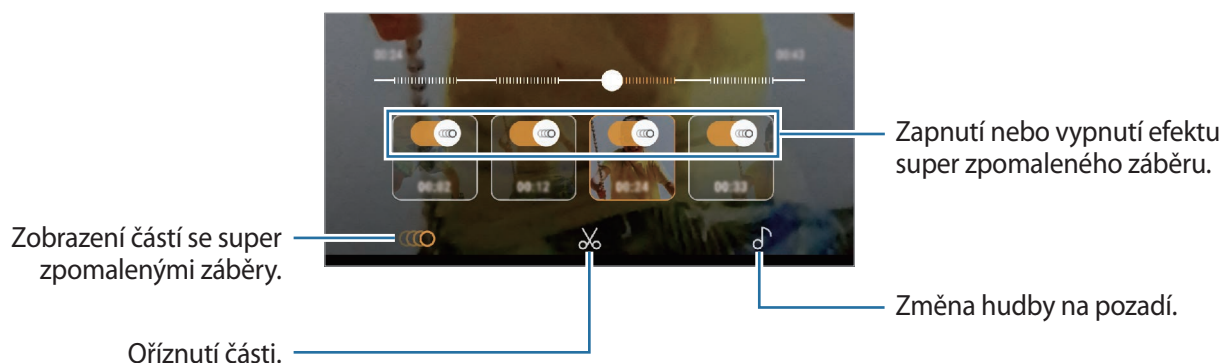 00:24
00:43
00:02
00:12
00:24
00:33
Zapnutí nebo vypnutí efektu
super zpomaleného záběru.
Zobrazení částí se super
zpomalenými záběry.
Změna hudby na pozadí.
Oříznutí části.